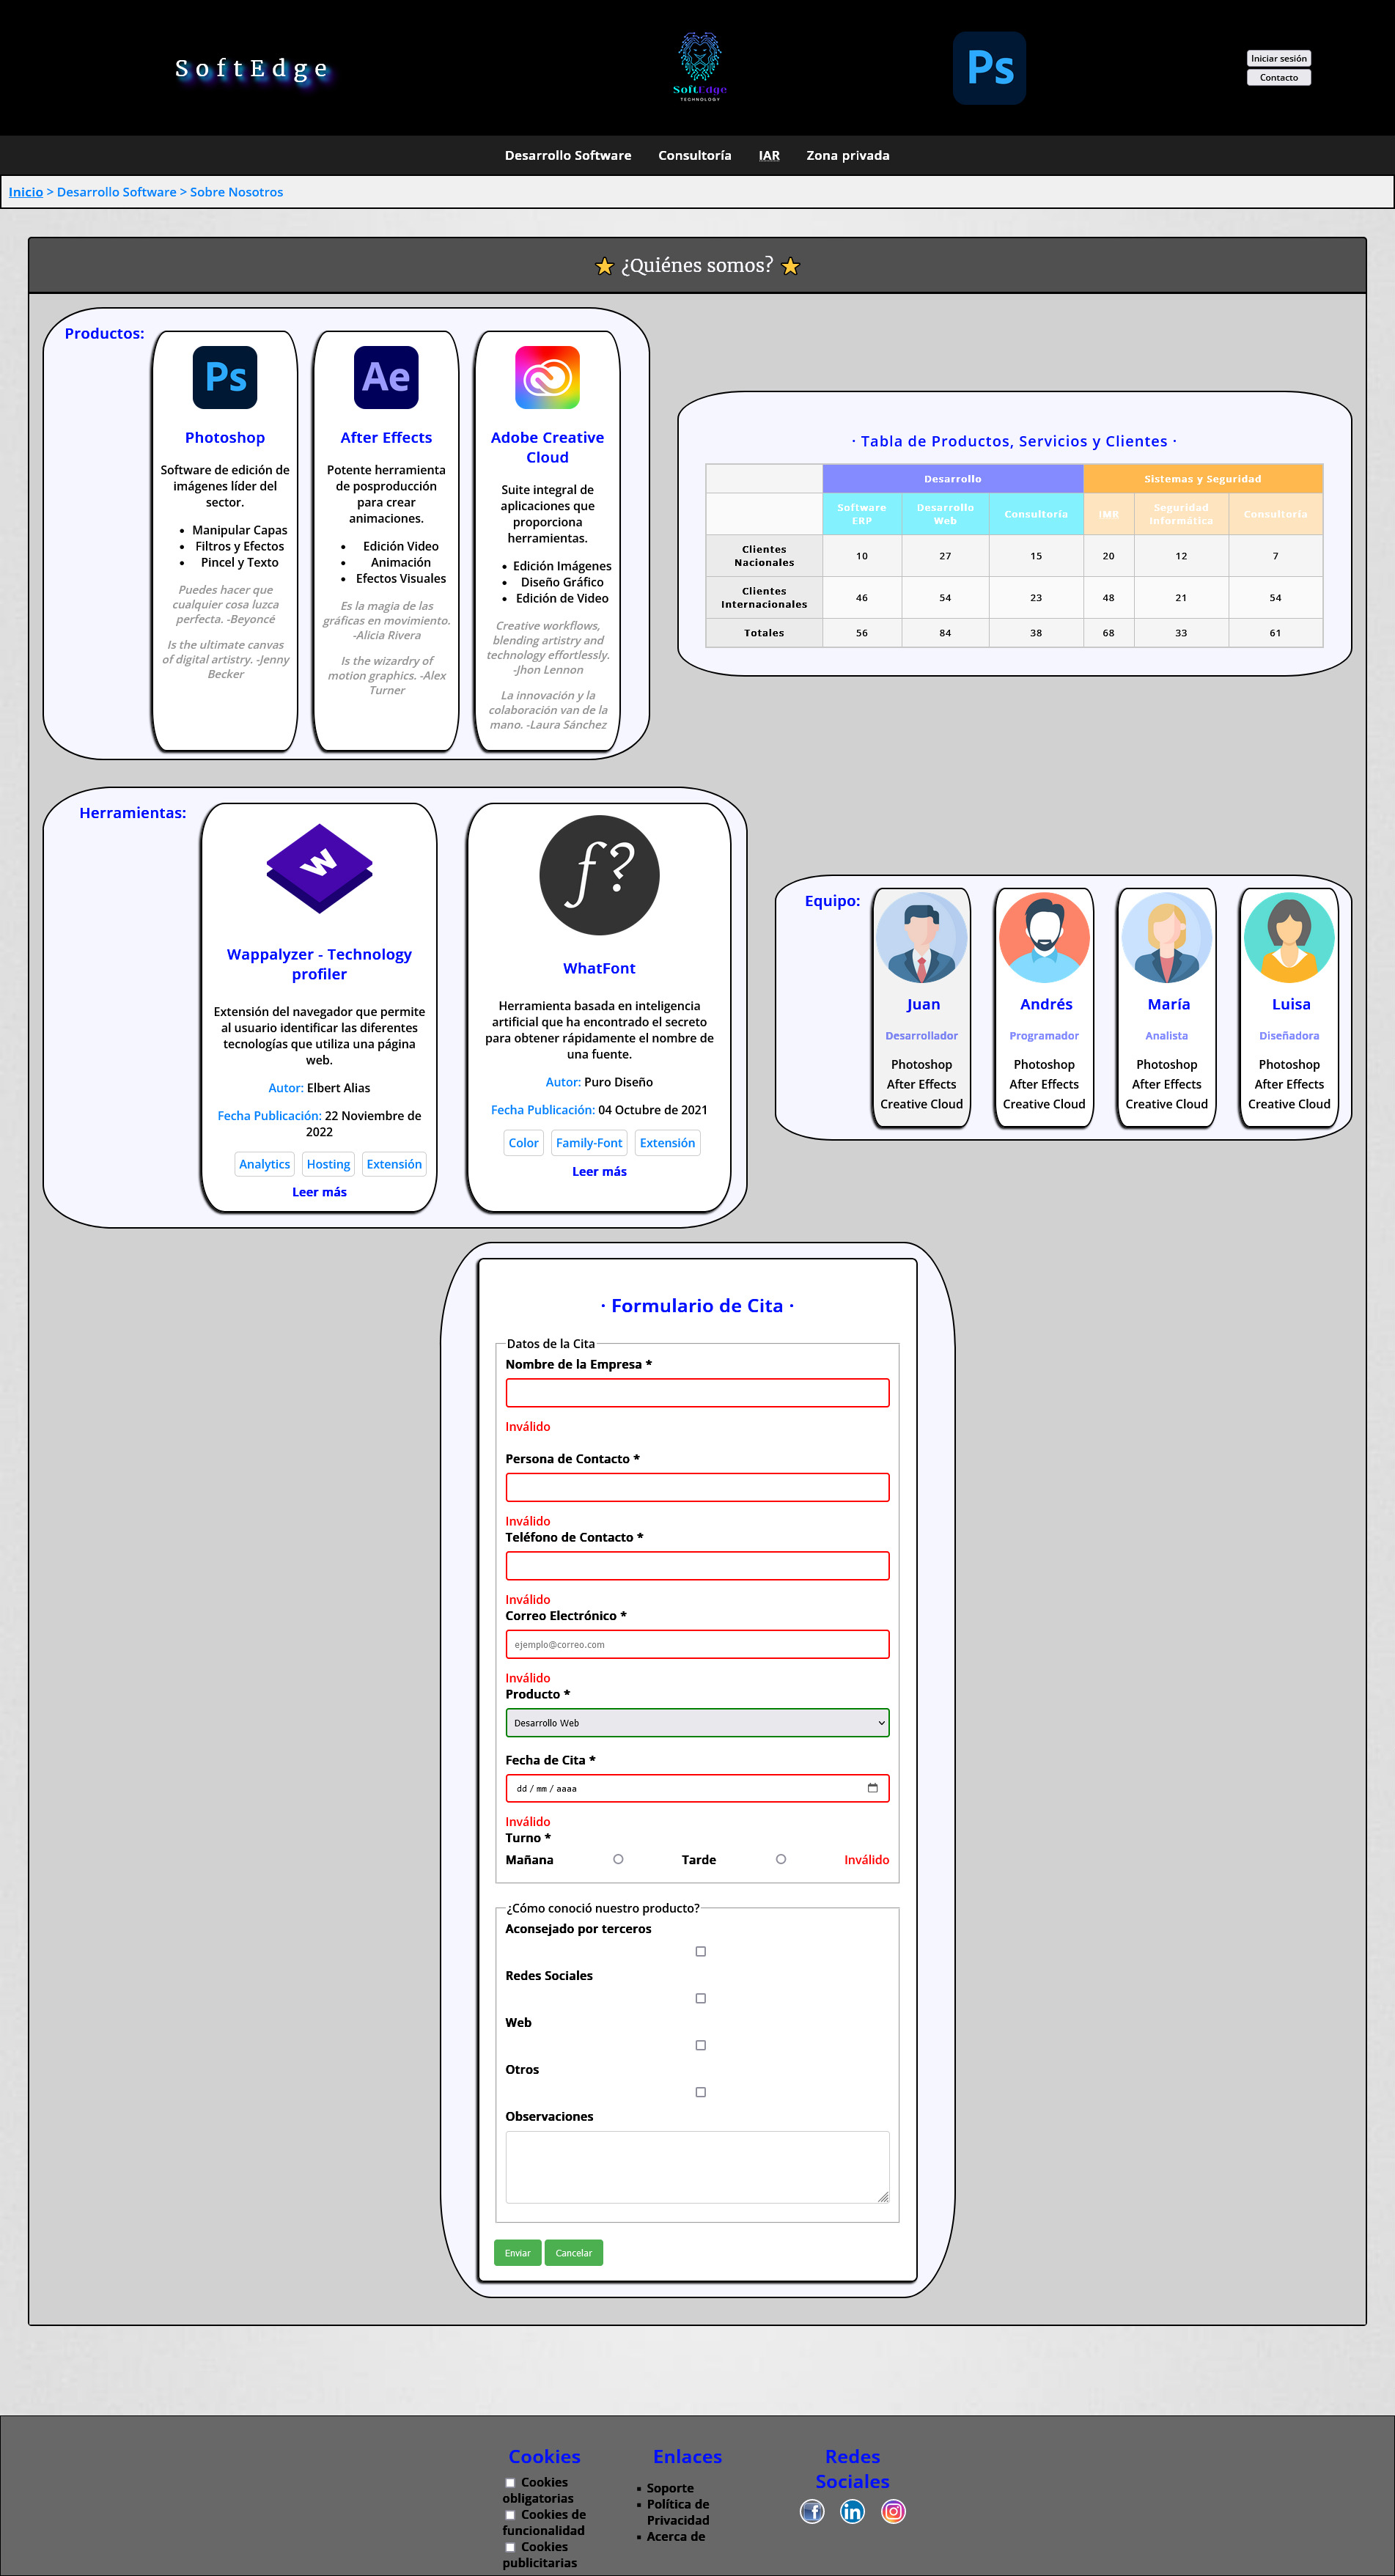 SoftEdge
SoftEdge
TECHNOLOGY
Ps
Iniciar sesión
Contacto
Desarrollo Software Consultoría IAR Zona privada
Inicio > Desarrollo Software > Sobre Nosotros
¿Quiénes somos?
Productos:
Ps
Photoshop
Software de edición de
imágenes líder del
sector.
• Manipular Capas
• Filtros y Efectos
• Pincel y Texto
Puedes hacer que
cualquier cosa luzca
perfecta. -Beyoncé
Is the ultimate canvas
of digital artistry. -Jenny
Becker
Ae
After Effects
Potente herramienta
de posproducción
para crear
animaciones.
• Edición Video
• Animación
• Efectos Visuales
Es la magia de las
gráficas en movimiento.
-Alicia Rivera
Is the wizardry of
motion graphics. -Alex
Turner
Adobe Creative
Cloud
Suite integral de
aplicaciones que
proporciona
herramientas.
• Edición Imágenes
• Diseño Gráfico
• Edición de Video
Creative workflows,
blending artistry and
technology effortlessly.
-Jhon Lennon
La innovación y la
colaboración van de la
mano. -Laura Sánchez
· Tabla de Productos, Servicios y Clientes ·
Desarrollo Sistemas y Seguridad
Software ERP Desarrollo Web Consultoría IMR Seguridad Informática Consultoría
Clientes Nacionales 10 27 15 20 12 7
Clientes Internacionales 46 54 23 48 21 54
Totales 56 84 38 68 33 61
Herramientas:
W
Wappalyzer - Technology
profiler
Extensión del navegador que permite
al usuario identificar las diferentes
tecnologías que utiliza una página
web.
Autor: Elbert Alias
Fecha Publicación: 22 Noviembre de
2022
Analytics Hosting Extensión
Leer más
f?
WhatFont
Herramienta basada en inteligencia
artificial que ha encontrado el secreto
para obtener rápidamente el nombre de
una fuente.
Autor: Puro Diseño
Fecha Publicación: 04 Octubre de 2021
Color Family-Font Extensión
Leer más
Equipo:
Juan
Desarrollador
Photoshop
After Effects
Creative Cloud
Andrés
Programador
Photoshop
After Effects
Creative Cloud
María
Analista
Photoshop
After Effects
Creative Cloud
Luisa
Diseñadora
Photoshop
After Effects
Creative Cloud
· Formulario de Cita ·
Datos de la Cita
Nombre de la Empresa *
Inválido
Persona de Contacto *
Inválido
Teléfono de Contacto *
Inválido
Correo Electrónico *
ejemplo@correo.com
Inválido
Producto *
Desarrollo Web
Fecha de Cita *
dd / mm / aaaa
Inválido
Turno *
Mañana Tarde Inválido
¿Cómo conoció nuestro producto?
Aconsejado por terceros
Redes Sociales
Web
Otros
Observaciones
Enviar Cancelar
Cookies
Cookies
obligatorias
Cookies de
funcionalidad
Cookies
publicitarias
Enlaces
Soporte
Política de
Privacidad
Acerca de
Redes
Sociales
f in